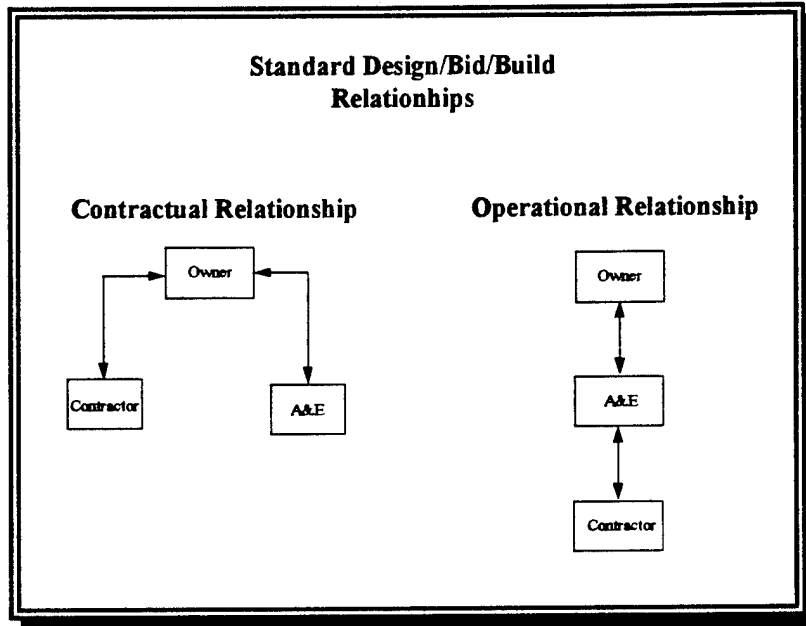 Standard Design/Bid/Build
Relationhips
Contractual Relationship
Owner
Contractor
A&E
Operational Relationship
Owner
A&E
Contractor